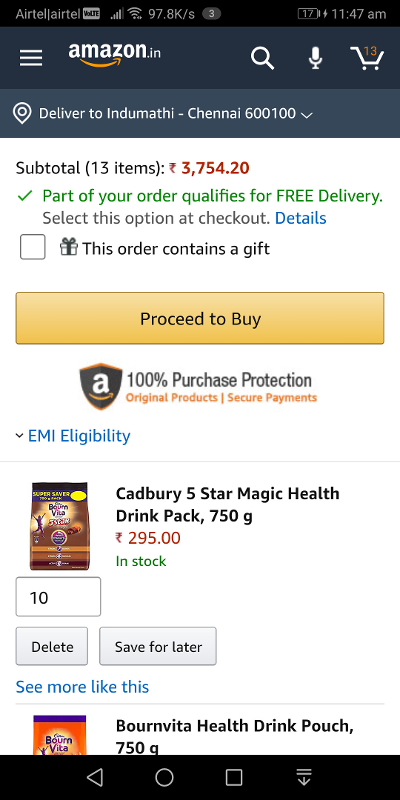 Airtel|airtel VoLTE 97.8K/s 3 17 11:47 am
amazon.in 13
Deliver to Indumathi - Chennai 600100
Subtotal (13 items): ₹ 3,754.20
Part of your order qualifies for FREE Delivery.
Select this option at checkout. Details
This order contains a gift
Proceed to Buy
a 100% Purchase Protection
Original Products | Secure Payments
EMI Eligibility
Cadbury 5 Star Magic Health
Drink Pack, 750 g
₹ 295.00
In stock
SUPER SAVER
Bourn
Vita
5 STAR
10
Delete Save for later
See more like this
Bournvita Health Drink Pouch,
750 g
Bourn
Vita